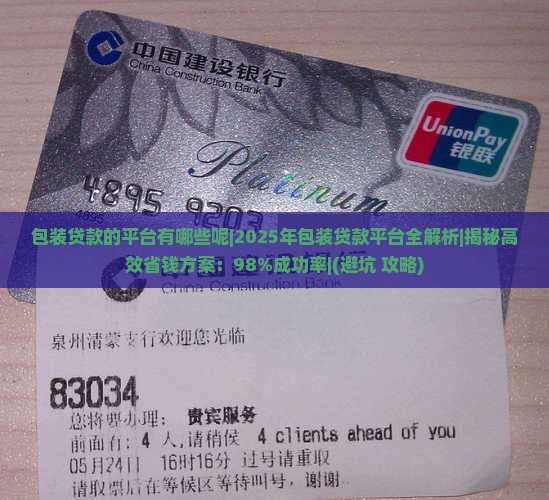 中国建设银行
China Construction Bank
UnionPay
银联
Platinum
4895 9203
4895
包装贷款的平台有哪些呢|2025年包装贷款平台全解析|揭秘高
效省钱方案：98%成功率|(避坑 攻略)
泉州清蒙支行欢迎您光临
83034
您将要办理： 贵宾服务
前面有: 4 人,请稍侯 4 clients ahead of you
05月24日 16时16分 过号请重取
请取票后在等候区等待叫号，谢谢